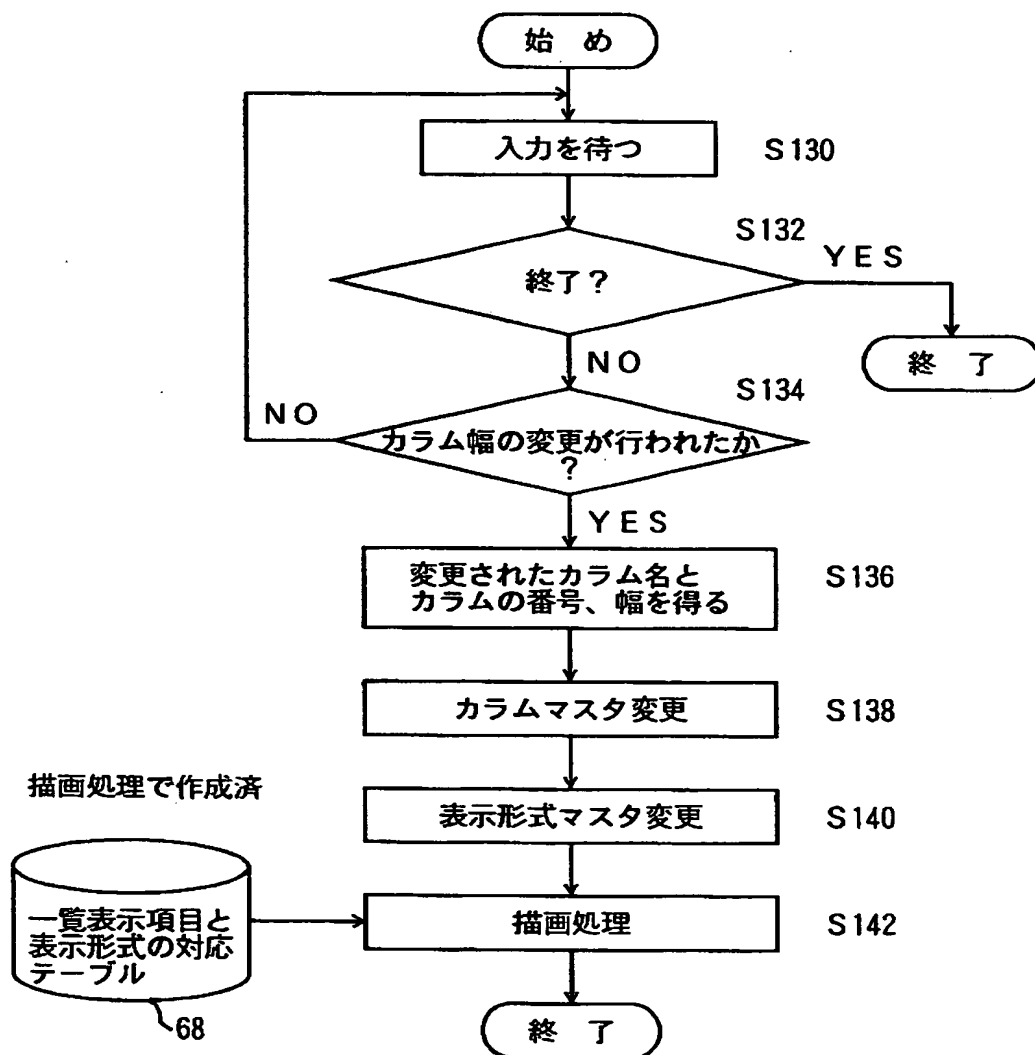 始 め
入力を待つ
S130
S132
終了?
YES
終 了
NO
S134
NO
カラム幅の変更が行われたか
?
YES
変更されたカラム名と
カラムの番号、幅を得る
S136
カラムマスタ変更
S138
描画処理で作成済
表示形式マスタ変更
S140
一覧表示項目と
表示形式の対応
テーブル
描画処理
S142
68
終 了